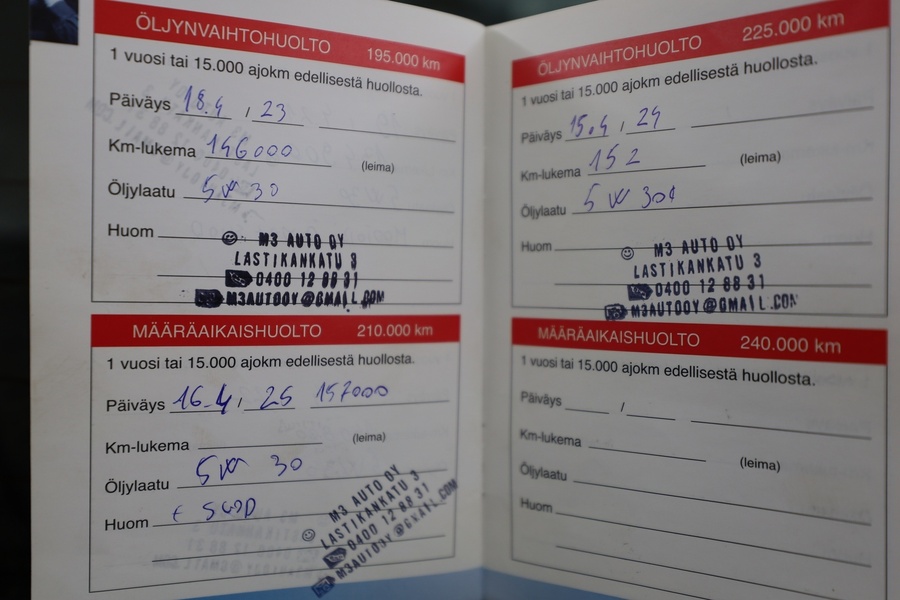 ÖLJYNVAIHTOHUOLTO 195.000 km
1 vuosi tai 15.000 ajokm edellisestä huollosta.
Päiväys 18.4 / 23
Km-lukema 146000 (leima)
Öljylaatu 5W 30
Huom
M3 AUTO OY
LASTIKANKATU 3
0400 12 88 31
M3AUTOOY@GMAIL.COM
MÄÄRÄAIKAISHUOLTO 210.000 km
1 vuosi tai 15.000 ajokm edellisestä huollosta.
Päiväys 16.4 / 25 157000
Km-lukema (leima)
Öljylaatu 5W 30
Huom
M3 AUTO OY
LASTIKANKATU 3
0400 12 88 31
M3AUTOOY@GMAIL.COM
ÖLJYNVAIHTOHUOLTO 225.000 km
1 vuosi tai 15.000 ajokm edellisestä huollosta.
Päiväys 15.4 / 24
Km-lukema 152 (leima)
Öljylaatu 5W
Huom
M3 AUTO OY
LASTIKANKATU 3
0400 12 88 31
M3AUTOOY@GMAIL.COM
MÄÄRÄAIKAISHUOLTO 240.000 km
1 vuosi tai 15.000 ajokm edellisestä huollosta.
Päiväys /
Km-lukema (leima)
Öljylaatu
Huom